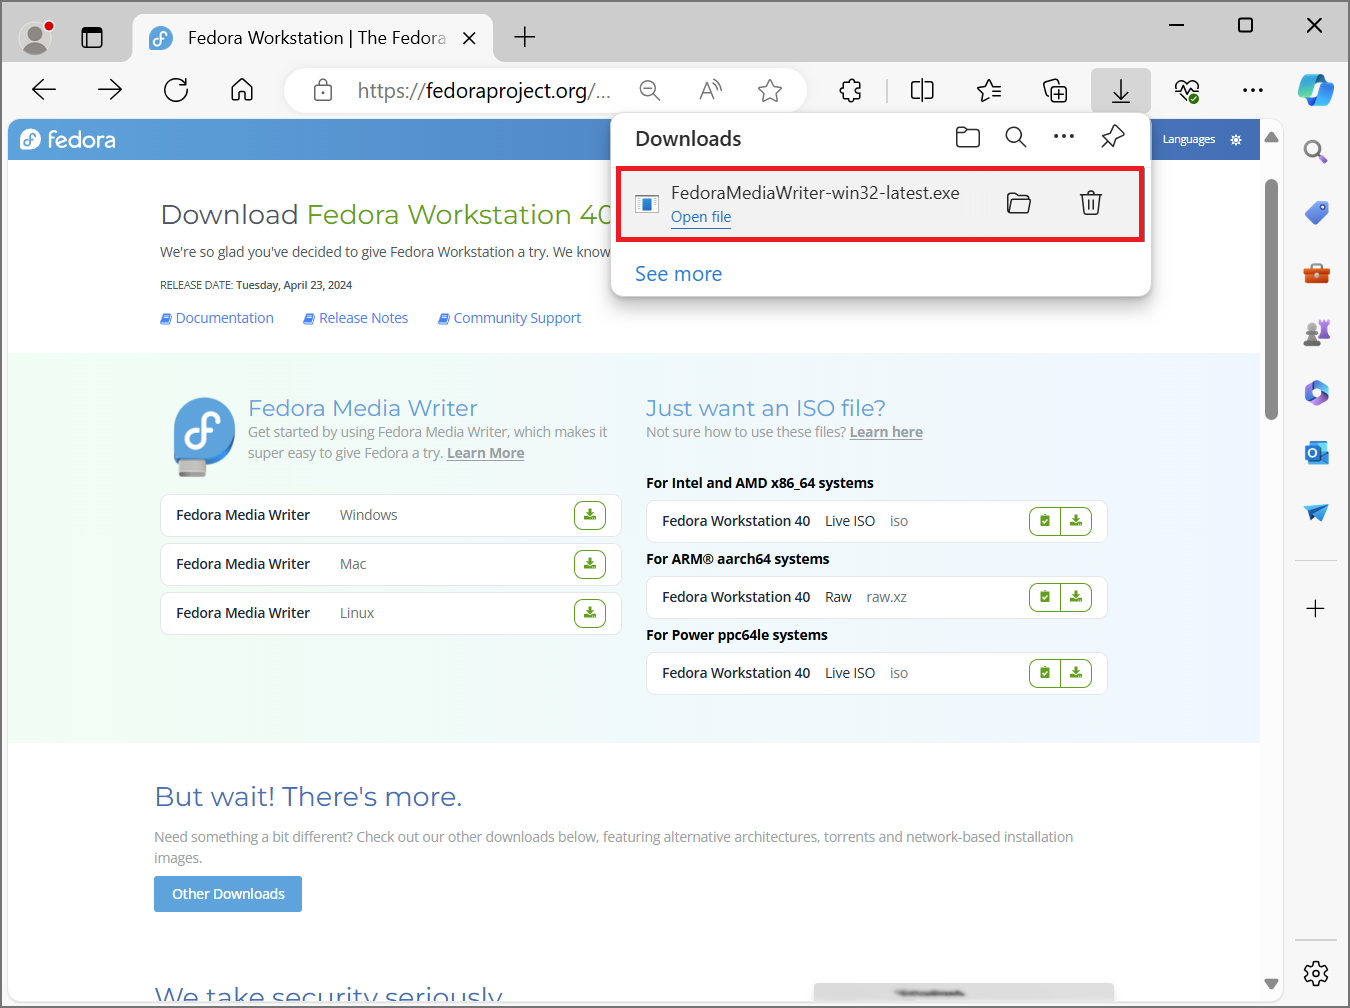 Fedora Workstation | The Fedora
https://fedoraproject.org/...
fedora
Languages
Downloads
FedoraMediaWriter-win32-latest.exe
Open file
See more
Download Fedora Workstation 40
We're so glad you've decided to give Fedora Workstation a try. We know
RELEASE DATE: Tuesday, April 23, 2024
Documentation Release Notes Community Support
Fedora Media Writer
Get started by using Fedora Media Writer, which makes it
super easy to give Fedora a try. Learn More
Fedora Media Writer Windows
Fedora Media Writer Mac
Fedora Media Writer Linux
Just want an ISO file?
Not sure how to use these files? Learn here
For Intel and AMD x86_64 systems
Fedora Workstation 40 Live ISO iso
For ARM® aarch64 systems
Fedora Workstation 40 Raw raw.xz
For Power ppc64le systems
Fedora Workstation 40 Live ISO iso
But wait! There's more.
Need something a bit different? Check out our other downloads below, featuring alternative architectures, torrents and network-based installation
images.
Other Downloads
We take security seriously